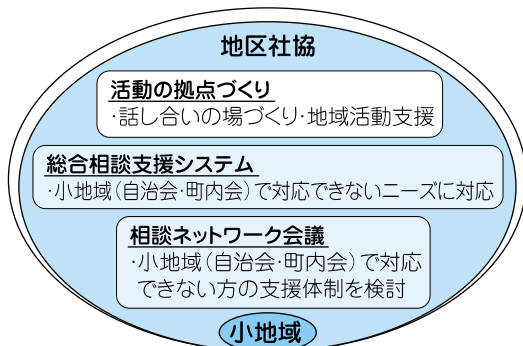 地区社協
活動の拠点づくり
・話し合いの場づくり・地域活動支援
総合相談支援システム
・小地域(自治会・町内会)で対応できないニーズに対応
相談ネットワーク会議
・小地域(自治会・町内会)で対応
できない方の支援体制を検討
小地域